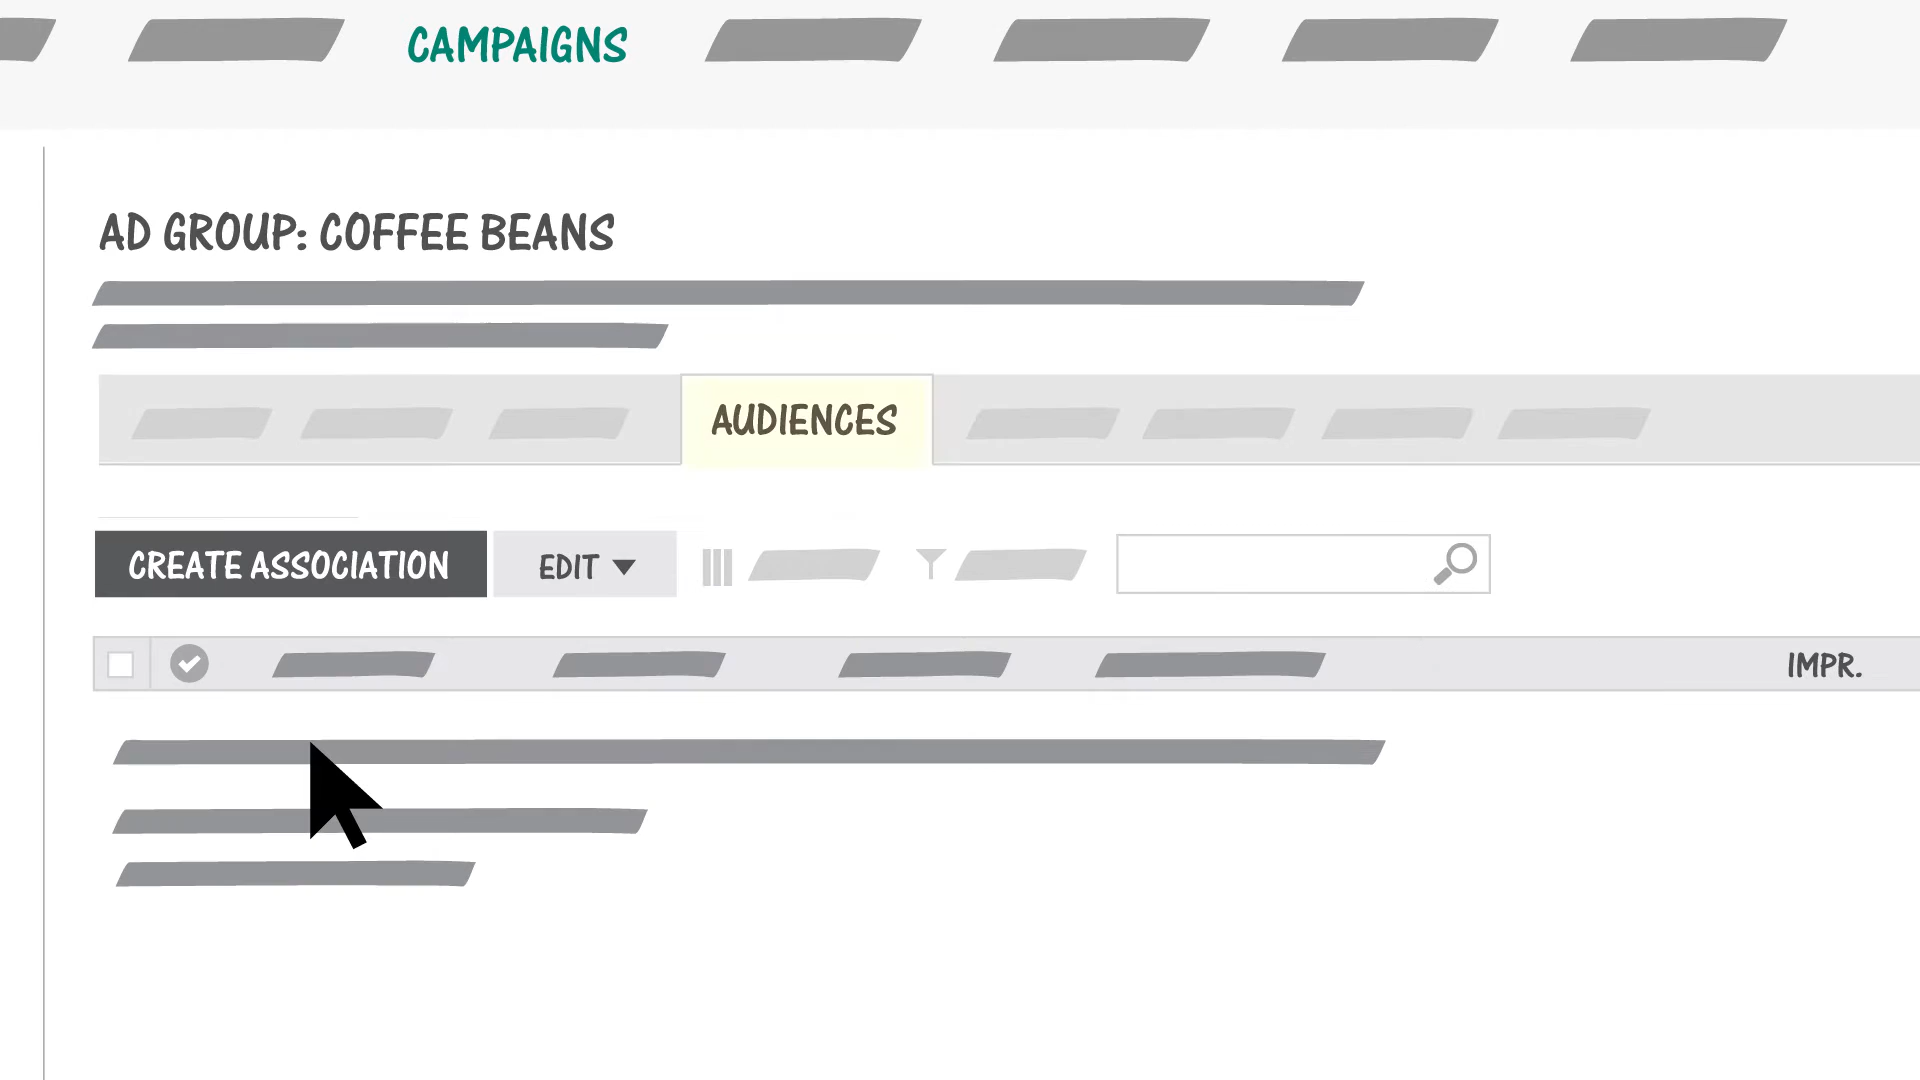 CAMPAIGNS
AD GROUP: COFFEE BEANS
AUDIENCES
CREATE ASSOCIATION
EDIT
IMPR.